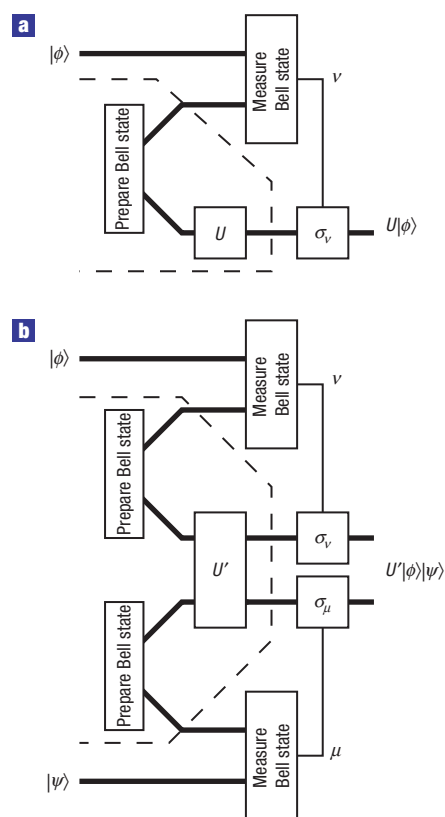 a
|ϕ⟩
Measure
Bell state
ν
Prepare Bell state
U
σν
U|ϕ⟩
b
|ϕ⟩
Measure
Bell state
ν
Prepare Bell state
U′
σν
U′|ϕ⟩|ψ⟩
σμ
Prepare Bell state
Measure
Bell state
μ
|ψ⟩